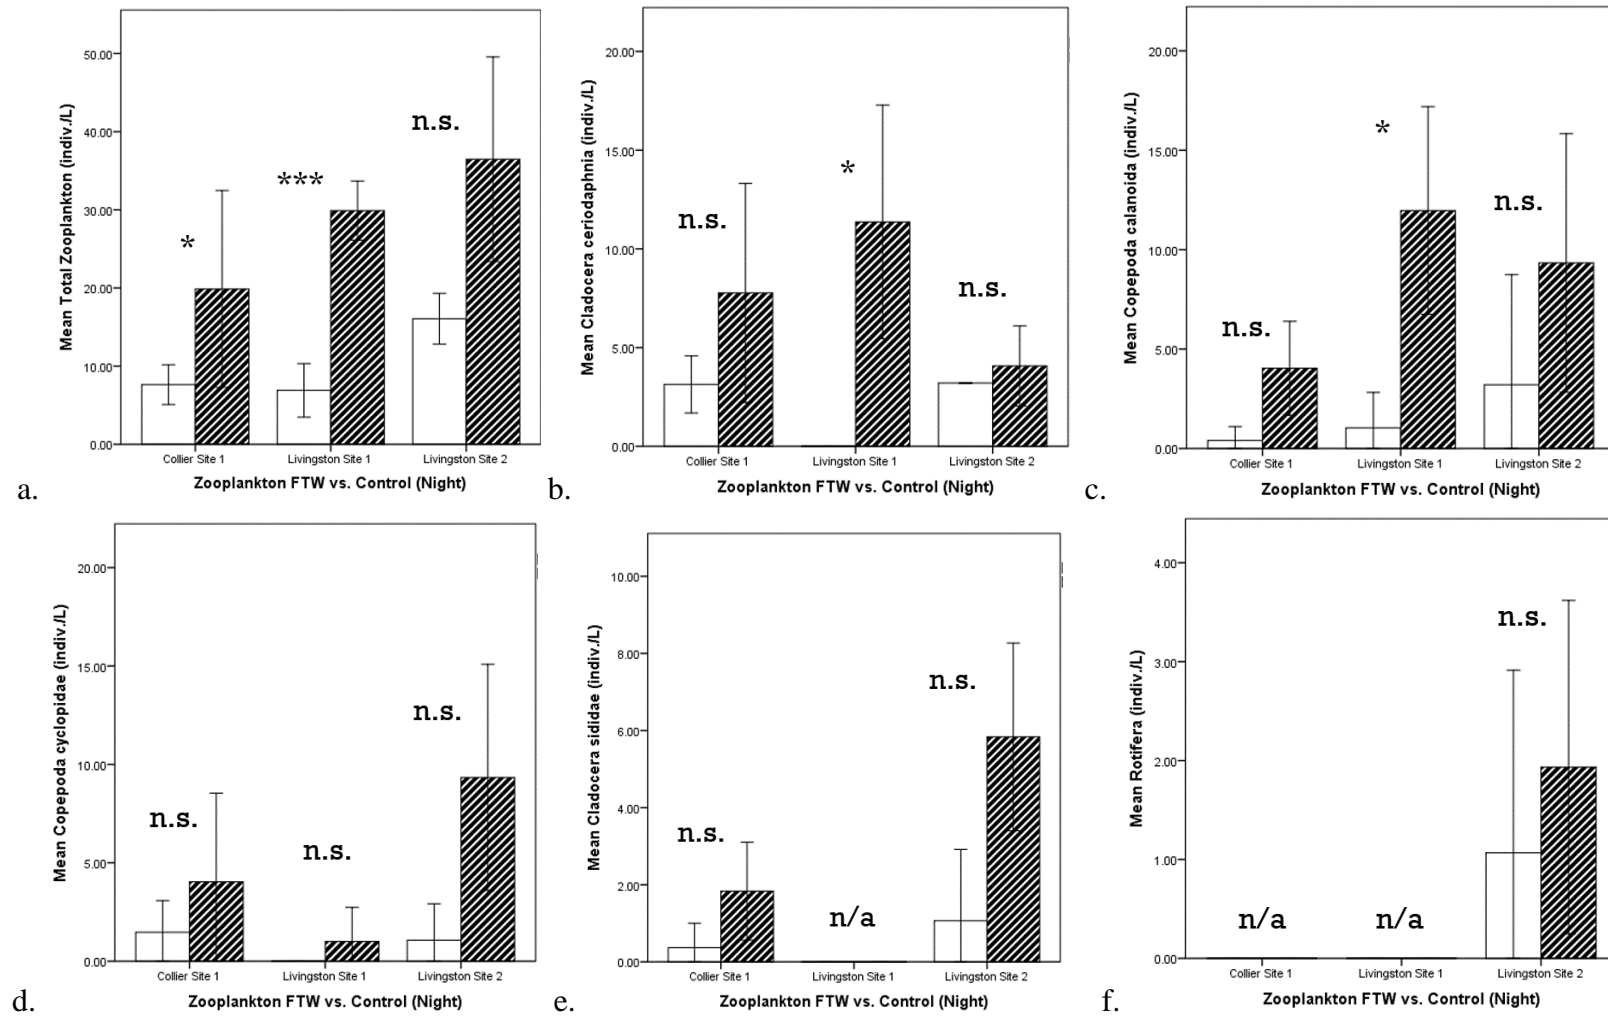 Mean Total Zooplankton (indiv./L)
50.00
40.00
30.00
20.00
10.00
0.00
*
***
n.s.
Collier Site 1 Livingston Site 1 Livingston Site 2
Zooplankton FTW vs. Control (Night)
a.
Mean Cladocera ceriodaphnia (indiv./L)
20.00
15.00
10.00
5.00
0.00
n.s.
*
n.s.
Collier Site 1 Livingston Site 1 Livingston Site 2
Zooplankton FTW vs. Control (Night)
b.
Mean Copepoda calanoida (indiv./L)
20.00
15.00
10.00
5.00
0.00
n.s.
*
n.s.
Collier Site 1 Livingston Site 1 Livingston Site 2
Zooplankton FTW vs. Control (Night)
c.
Mean Copepoda cyclopidae (indiv./L)
20.00
15.00
10.00
5.00
0.00
n.s.
n.s.
n.s.
Collier Site 1 Livingston Site 1 Livingston Site 2
Zooplankton FTW vs. Control (Night)
d.
Mean Cladocera sididae (indiv./L)
10.00
8.00
6.00
4.00
2.00
0.00
n.s.
n/a
n.s.
Collier Site 1 Livingston Site 1 Livingston Site 2
Zooplankton FTW vs. Control (Night)
e.
Mean Rotifera (indiv./L)
4.00
3.00
2.00
1.00
0.00
n/a
n/a
n.s.
Collier Site 1 Livingston Site 1 Livingston Site 2
Zooplankton FTW vs. Control (Night)
f.